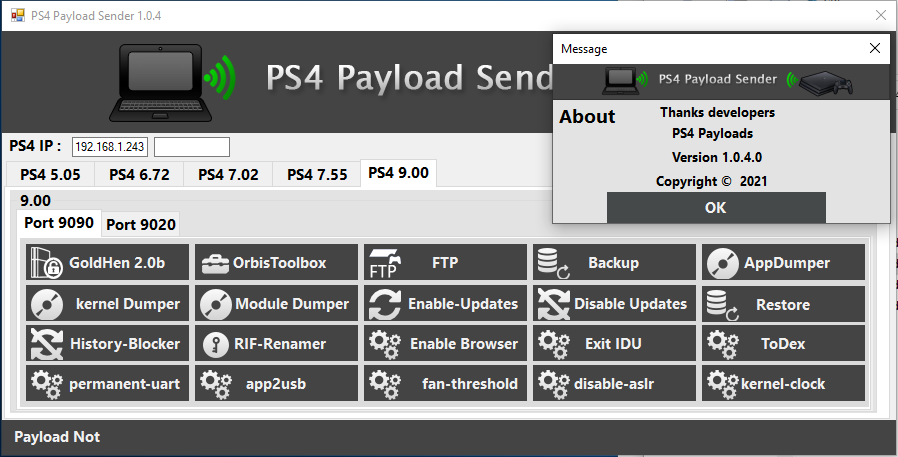 PS4 Payload Sender 1.0.4
PS4 Payload Sende
Message
PS4 Payload Sender
About
Thanks developers
PS4 Payloads
Version 1.0.4.0
Copyright © 2021
OK
PS4 IP :
192.168.1.243
PS4 5.05 PS4 6.72 PS4 7.02 PS4 7.55 PS4 9.00
9.00
Port 9090 Port 9020
GoldHen 2.0b OrbisToolbox FTP FTP Backup AppDumper
kernel Dumper Module Dumper Enable-Updates Disable Updates Restore
History-Blocker RIF-Renamer Enable Browser Exit IDU ToDex
permanent-uart app2usb fan-threshold disable-aslr kernel-clock
Payload Not